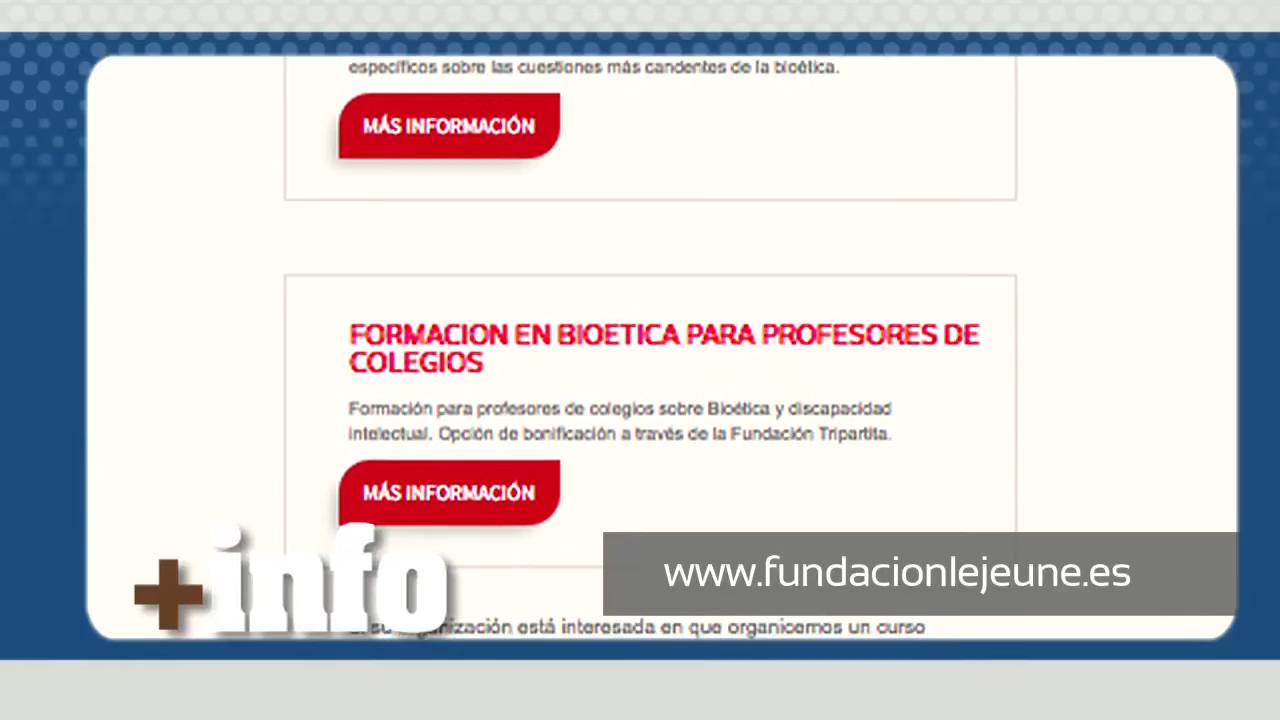 específicos sobre las cuestiones más candentes de la bioética.
MÁS INFORMACIÓN
FORMACION EN BIOETICA PARA PROFESORES DE
COLEGIOS
Formación para profesores de colegios sobre Bioética y discapacidad
intelectual. Opción de bonificación a través de la Fundación Tripartita.
MÁS INFORMACIÓN
+info
www.fundacionlejeune.es
su organización está interesada en que organicemos un curso